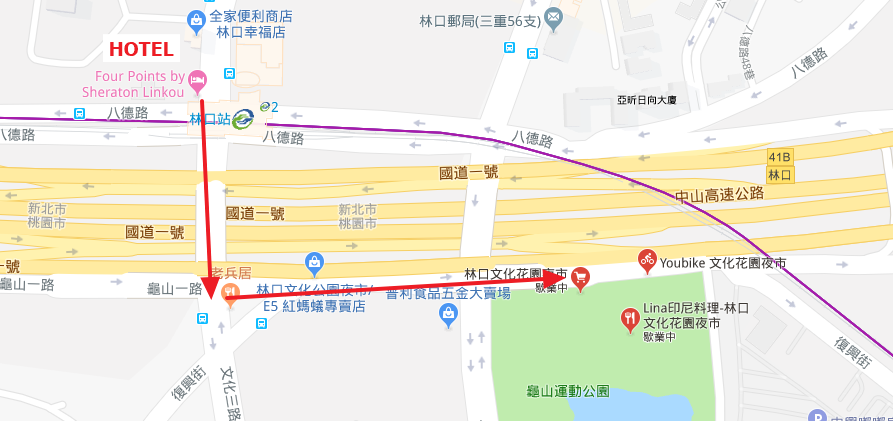 全家便利商店
林口幸福店
林口郵局(三重56支)
八德路48巷
八德路
HOTEL
Four Points by
Sheraton Linkou
亞昕日向大廈
2
八德路
林口站
八德路
八德路
八德路
41B
林口
國道一號
中山高速公路
新北市
桃園市
國道一號
新北市
桃園市
國道一號
一號
老兵居
林口文化花園夜市
歇業中
Youbike 文化花園夜市
龜山一路
龜山一路
林口文化公園夜市/
E5 紅螞蟻專賣店
普利食品五金大賣場
Lina印尼料理-林口
文化花園夜市
歇業中
復興街
復興街
文化三路
龜山運動公園